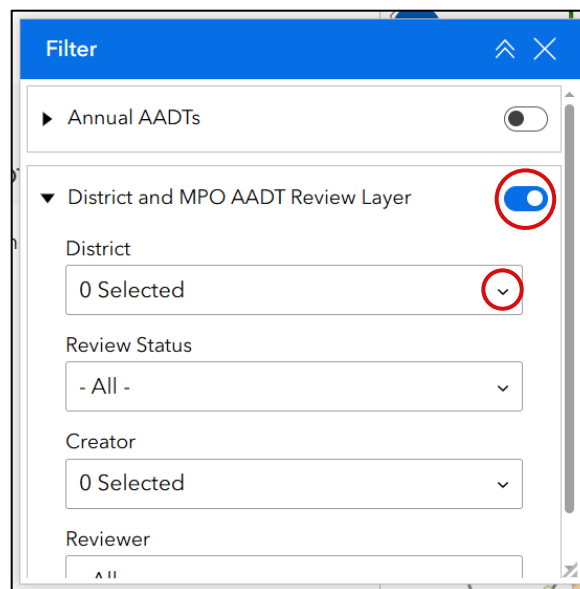 Filter
Annual AADTs
District and MPO AADT Review Layer
District
0 Selected
Review Status
- All -
Creator
0 Selected
Reviewer